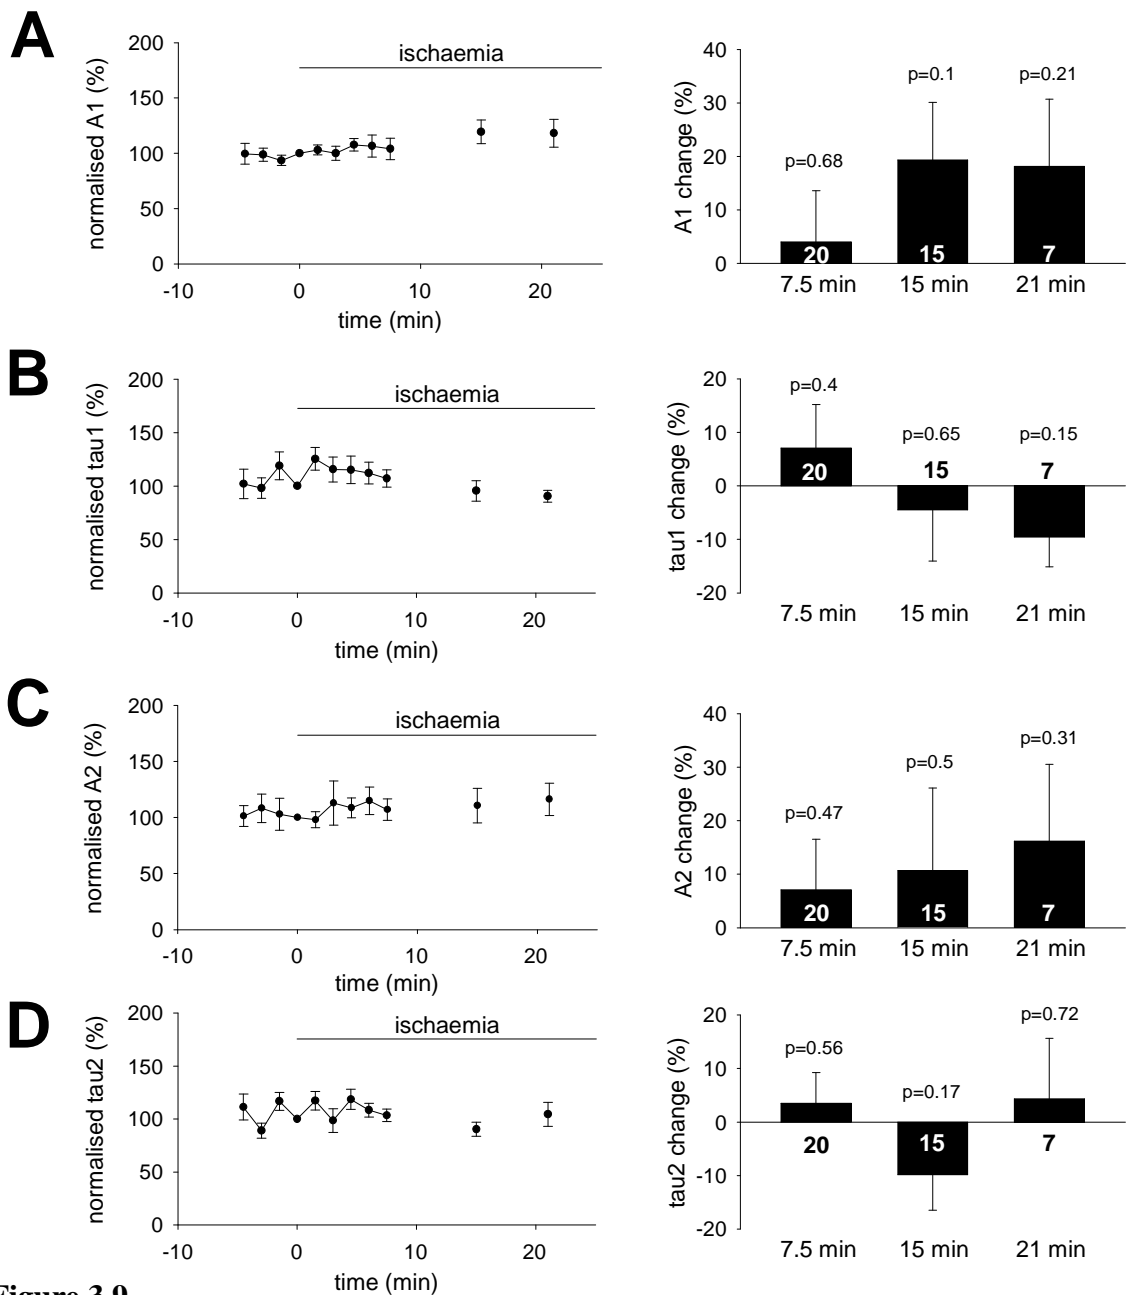 A
200
150
100
50
0
normalised A1 (%)
ischaemia
-10
0
10
20
time (min)
40
30
20
10
0
A1 change (%)
p=0.68
p=0.1
p=0.21
20
15
7
7.5 min
15 min
21 min
B
200
150
100
50
0
normalised tau1 (%)
ischaemia
-10
0
10
20
time (min)
20
10
0
-10
-20
tau1 change (%)
p=0.4
p=0.65
p=0.15
20
15
7
7.5 min
15 min
21 min
C
200
150
100
50
0
normalised A2 (%)
ischaemia
-10
0
10
20
time (min)
40
30
20
10
0
A2 change (%)
p=0.47
p=0.5
p=0.31
20
15
7
7.5 min
15 min
21 min
D
200
150
100
50
0
normalised tau2 (%)
ischaemia
-10
0
10
20
time (min)
20
10
0
-10
-20
tau2 change (%)
p=0.56
p=0.17
p=0.72
20
15
7
7.5 min
15 min
21 min
Figure 3.9